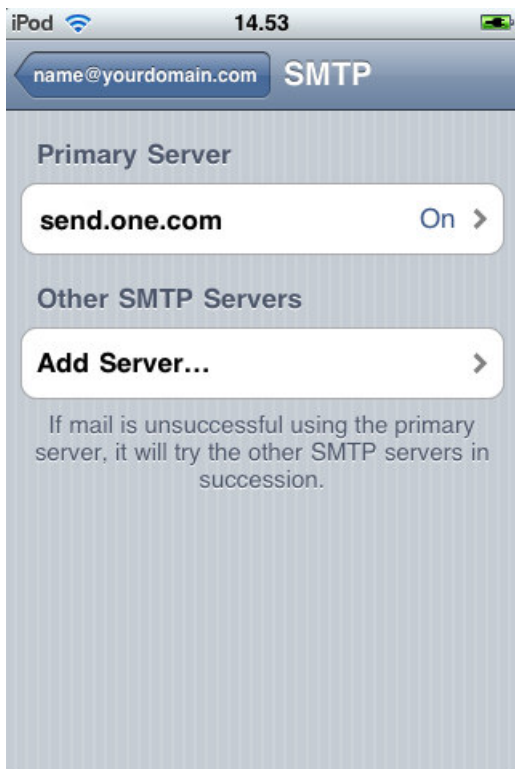 iPod 14.53
name@yourdomain.com SMTP
Primary Server
send.one.com On
Other SMTP Servers
Add Server...
If mail is unsuccessful using the primary
server, it will try the other SMTP servers in
succession.